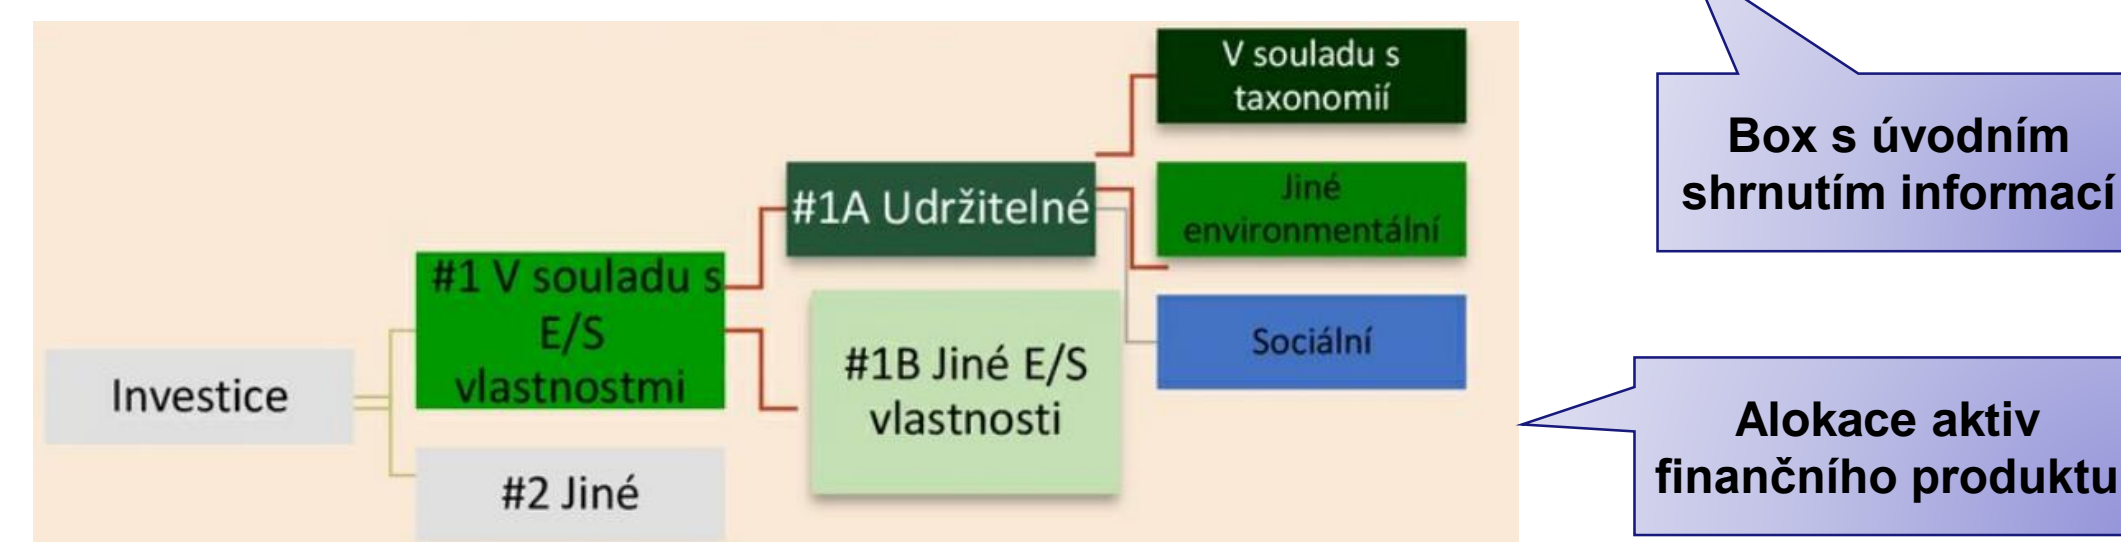 V souladu s
taxonomií
#1A Udržitelné
Jiné
environmentální
#1 V souladu s
E/S
vlastnostmi
Sociální
#1B Jiné E/S
vlastnosti
Investice
#2 Jiné
Box s úvodním
shrnutím informací
Alokace aktiv
finančního produktu